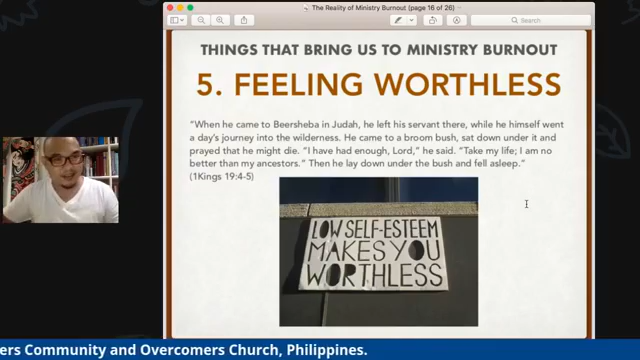 The Reality of Ministry Burnout (page 16 of 26)
Search
THINGS THAT BRING US TO MINISTRY BURNOUT
5. FEELING WORTHLESS
“When he came to Beersheba in Judah, he left his servant there, while he himself went
a day’s journey into the wilderness. He came to a broom bush, sat down under it and
prayed that he might die. “I have had enough, Lord,” he said. “Take my life; I am no
better than my ancestors.” Then he lay down under the bush and fell asleep.”
(1Kings 19:4-5)
LOW SELF-ESTEEM
MAKES YOU
WORTHLESS
ers Community and Overcomers Church, Philippines.